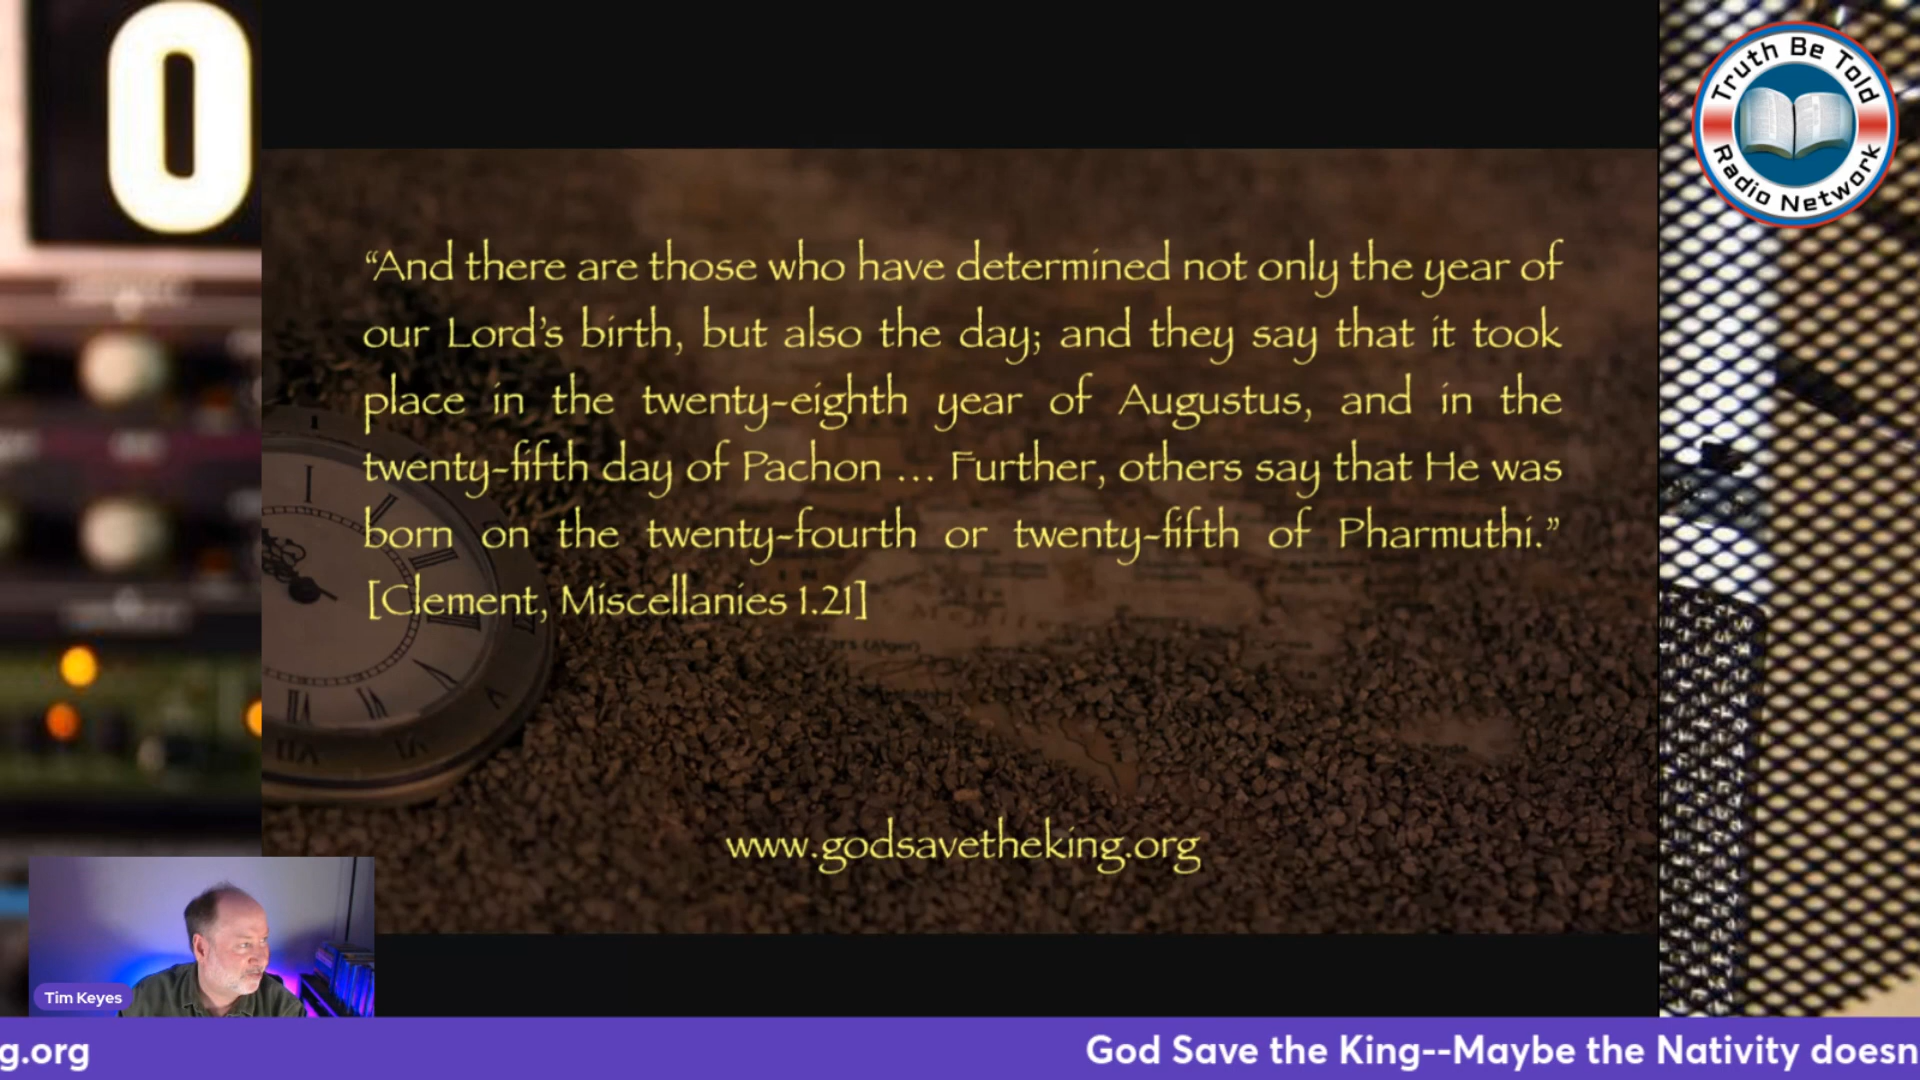 0
Truth Be Told
Radio Network
“And there are those who have determined not only the year of
our Lord’s birth, but also the day; and they say that it took
place in the twenty-eighth year of Augustus, and in the
twenty-fifth day of Pachon ... Further, others say that He was
born on the twenty-fourth or twenty-fifth of Pharmuthi.”
[Clement, Miscellanies 1.21]
www.godsavetheking.org
Tim Keyes
g.org
God Save the King--Maybe the Nativity doesn